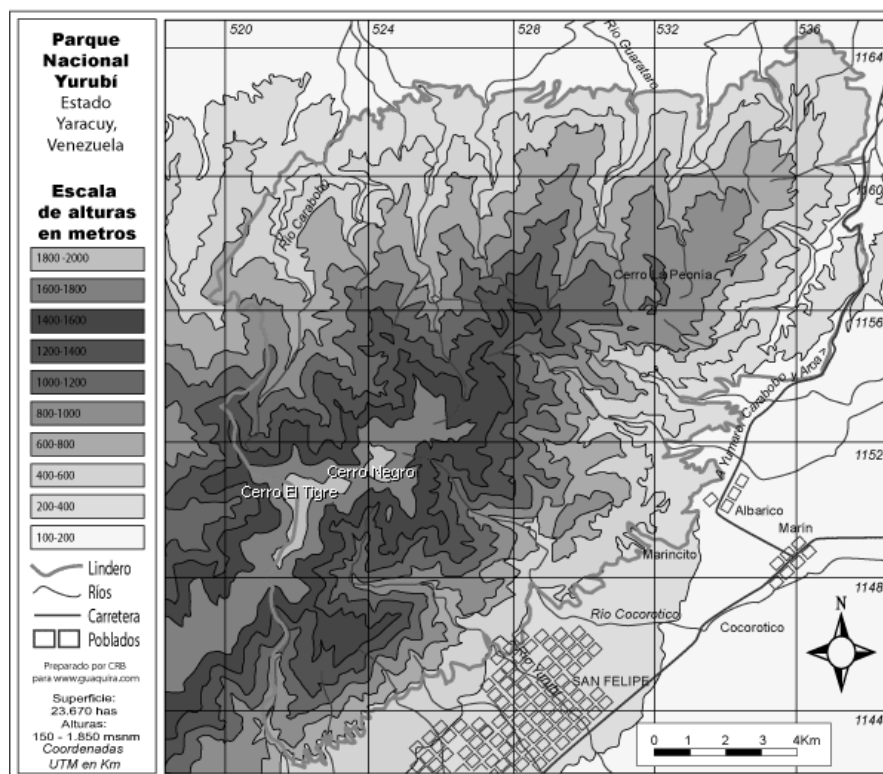 Parque
Nacional
Yurubí
Estado
Yaracuy,
Venezuela
Escala
de alturas
en metros
1800 -2000
1600-1800
1400-1600
1200-1400
1000-1200
800-1000
600-800
400-600
200-400
100-200
Lindero
Ríos
Carretera
Poblados
Preparado por CRB
para www.guaquira.com
Superficie:
23.670 has
Alturas:
150 - 1.850 msnm
Coordenadas
UTM en Km
520
524
528
532
536
1164
1160
1156
1152
1148
1144
Río Guarataro
Río Carabobo
Cerro La Peonía
A Yumare, Carabobo y Aroa >
Cerro Negro
Cerro El Tigre
Albarico
Marín
Marincito
Río Cocorotico
Cocorotico
Río Yurubí
SAN FELIPE
N
0 1 2 3 4Km